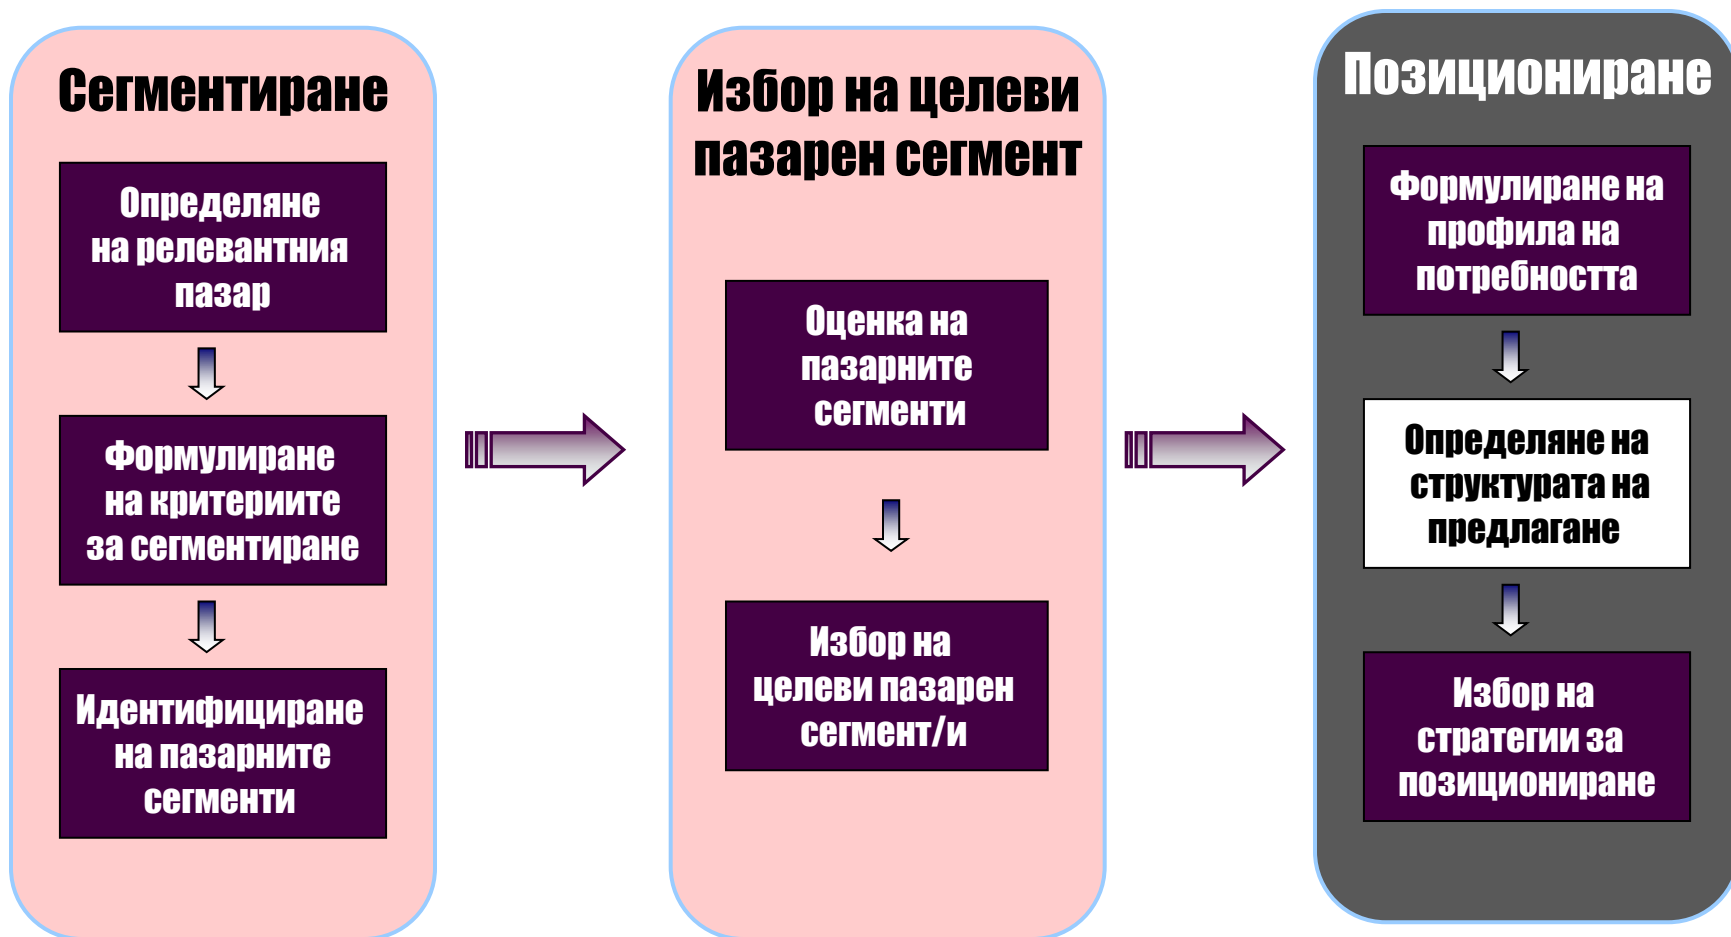 Сегментиране
Определяне
на релевантния
пазар
Формулиране
на критериите
за сегментиране
Идентифициране
на пазарните
сегменти
Избор на целеви
пазарен сегмент
Оценка на
пазарните
сегменти
Избор на
целеви пазарен
сегмент/и
Позициониране
Формулиране на
профила на
потребността
Определяне на
структурата на
предлагане
Избор на
стратегии за
позициониране